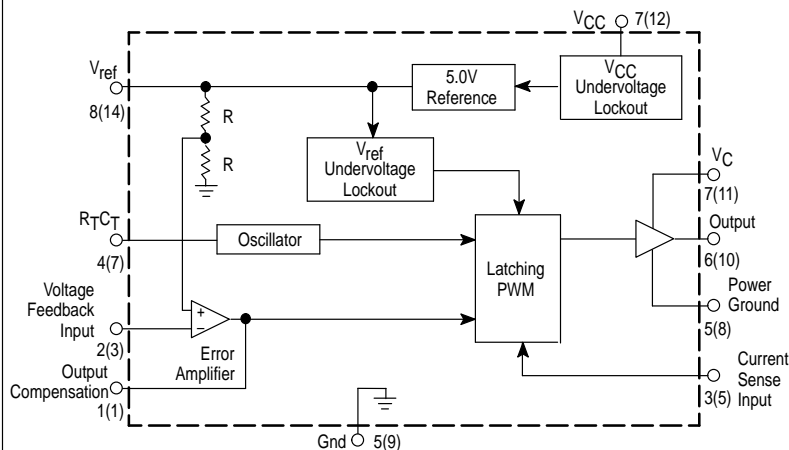 VCC 7(12)
Vref
8(14)
R
R
5.0V
Reference
VCC
Undervoltage
Lockout
Vref
Undervoltage
Lockout
VC
7(11)
RTCT
4(7)
Oscillator
Latching
PWM
Output
6(10)
Voltage
Feedback
Input
2(3)
+
−
Error
Amplifier
Power
Ground
5(8)
Output
Compensation
1(1)
Current
Sense
Input
3(5)
Gnd 5(9)